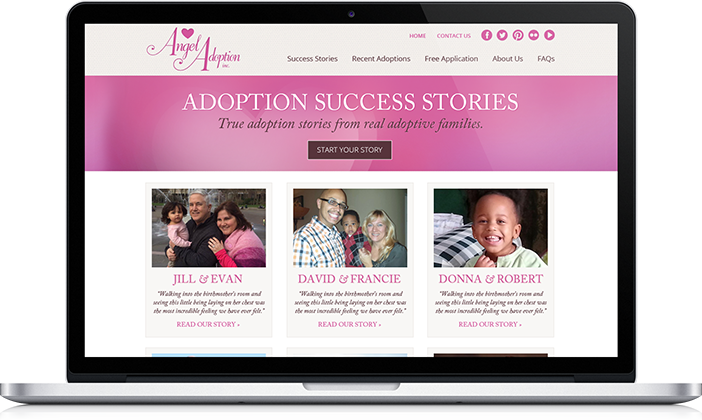 HOME CONTACT US
Angel Adoption
INC.
Success Stories Recent Adoptions Free Application About Us FAQs
ADOPTION SUCCESS STORIES
True adoption stories from real adoptive families.
START YOUR STORY
JILL & EVAN
"Walking into the birthmother's room and
seeing this little being laying on her chest was
the most incredible feeling we have ever felt."
READ OUR STORY »
DAVID & FRANCIE
"Walking into the birthmother's room and
seeing this little being laying on her chest was
the most incredible feeling we have ever felt."
READ OUR STORY »
DONNA & ROBERT
"Walking into the birthmother's room and
seeing this little being laying on her chest was
the most incredible feeling we have ever felt."
READ OUR STORY »